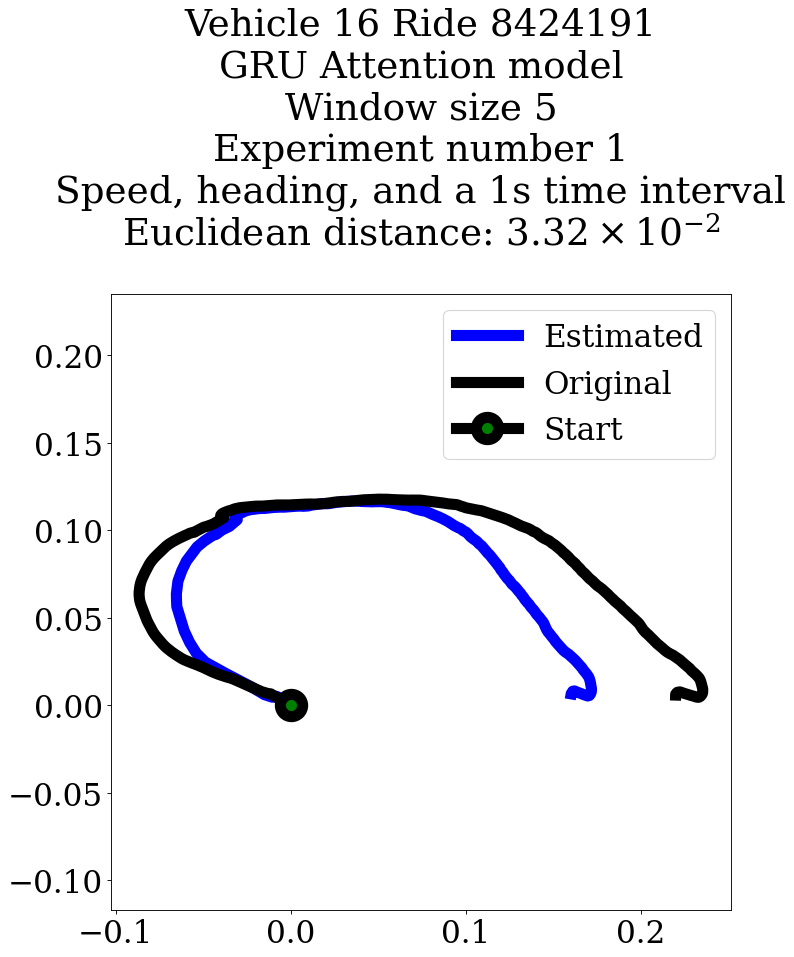 Vehicle 16 Ride 8424191
GRU Attention model
Window size 5
Experiment number 1
Speed, heading, and a 1s time interval
Euclidean distance: 3.32 × 10⁻²
Estimated
Original
Start
0.20
0.15
0.10
0.05
0.00
−0.05
−0.10
−0.1 0.0 0.1 0.2